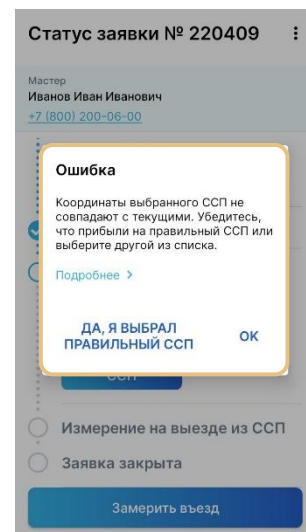 Статус заявки № 220409
Мастер
Иванов Иван Иванович
+7 (800) 200-06-00
Ошибка
Координаты выбранного ССП не
совпадают с текущими. Убедитесь,
что прибыли на правильный ССП или
выберите другой из списка.
Подробнее >
ДА, Я ВЫБРАЛ
ПРАВИЛЬНЫЙ ССП
OK
ССП
Измерение на выезде из ССП
Заявка закрыта
Замерить въезд